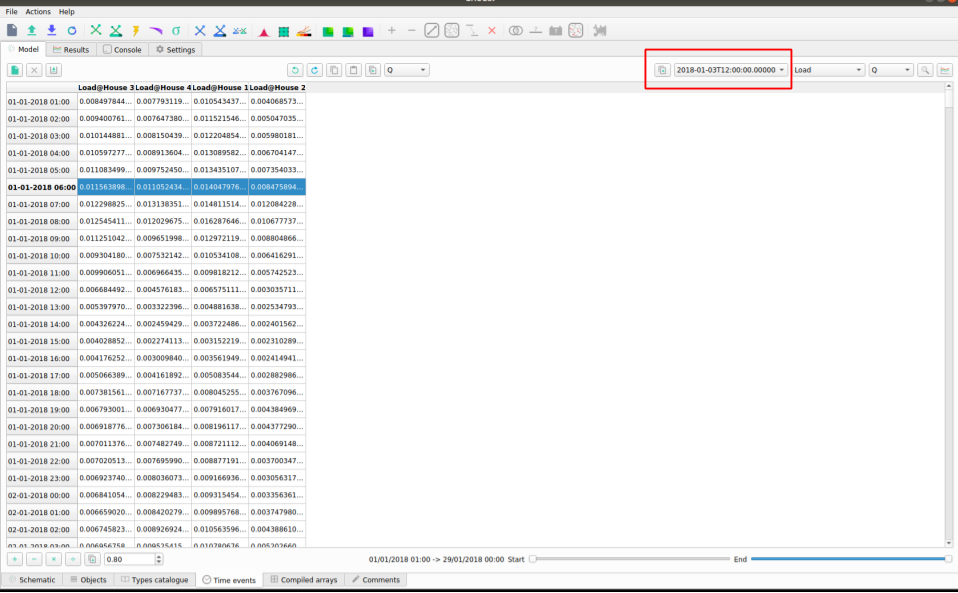 File Actions Help
Model Results Console Settings
Q 2018-01-03T12:00:00.00000 Load Q
Load@House 3 Load@House 4 Load@House 1 Load@House 2
01-01-2018 01:00 0.008497844... 0.007793119... 0.010543437... 0.004068573...
01-01-2018 02:00 0.009400761... 0.007647380... 0.011521546... 0.005047035...
01-01-2018 03:00 0.010144881... 0.008150439... 0.012204854... 0.005980181...
01-01-2018 04:00 0.010597277... 0.008913604... 0.013089582... 0.006704147...
01-01-2018 05:00 0.011083499... 0.009752450... 0.013435107... 0.007354033...
01-01-2018 06:00 0.011563898... 0.011052434... 0.014047976... 0.008475894...
01-01-2018 07:00 0.012298825... 0.013138351... 0.014811514... 0.012084228...
01-01-2018 08:00 0.012545411... 0.012029675... 0.016287646... 0.010677737...
01-01-2018 09:00 0.011251042... 0.009651998... 0.012972119... 0.008804866...
01-01-2018 10:00 0.009304180... 0.007532142... 0.010534108... 0.006416291...
01-01-2018 11:00 0.009906051... 0.006966435... 0.009818212... 0.005742523...
01-01-2018 12:00 0.006684492... 0.004576183... 0.006575111... 0.003035711...
01-01-2018 13:00 0.005397970... 0.003322396... 0.004881638... 0.002534793...
01-01-2018 14:00 0.004326224... 0.002459429... 0.003722486... 0.002401562...
01-01-2018 15:00 0.004028852... 0.002274113... 0.003152219... 0.002310289...
01-01-2018 16:00 0.004176252... 0.003009840... 0.003561949... 0.002414941...
01-01-2018 17:00 0.005066389... 0.004161892... 0.005083544... 0.002882986...
01-01-2018 18:00 0.007381561... 0.007167737... 0.008045255... 0.003767096...
01-01-2018 19:00 0.006793001... 0.006930477... 0.007916017... 0.004384969...
01-01-2018 20:00 0.006918776... 0.007306184... 0.008196117... 0.004377290...
01-01-2018 21:00 0.007011376... 0.007482749... 0.008721112... 0.004069148...
01-01-2018 22:00 0.007020513... 0.007695990... 0.008877191... 0.003700347...
01-01-2018 23:00 0.006923740... 0.008036073... 0.009166936... 0.003056317...
02-01-2018 00:00 0.006841054... 0.008229483... 0.009315454... 0.003356361...
02-01-2018 01:00 0.006659020... 0.008420279... 0.009895768... 0.003747980...
02-01-2018 02:00 0.006745823... 0.008926924... 0.010563596... 0.004388610...
02-01-2018 03:00 0.006956758... 0.009525415... 0.010780676... 0.005202660...
0.80 01/01/2018 01:00 -> 29/01/2018 00:00 Start End
Schematic Objects Types catalogue Time events Compiled arrays Comments